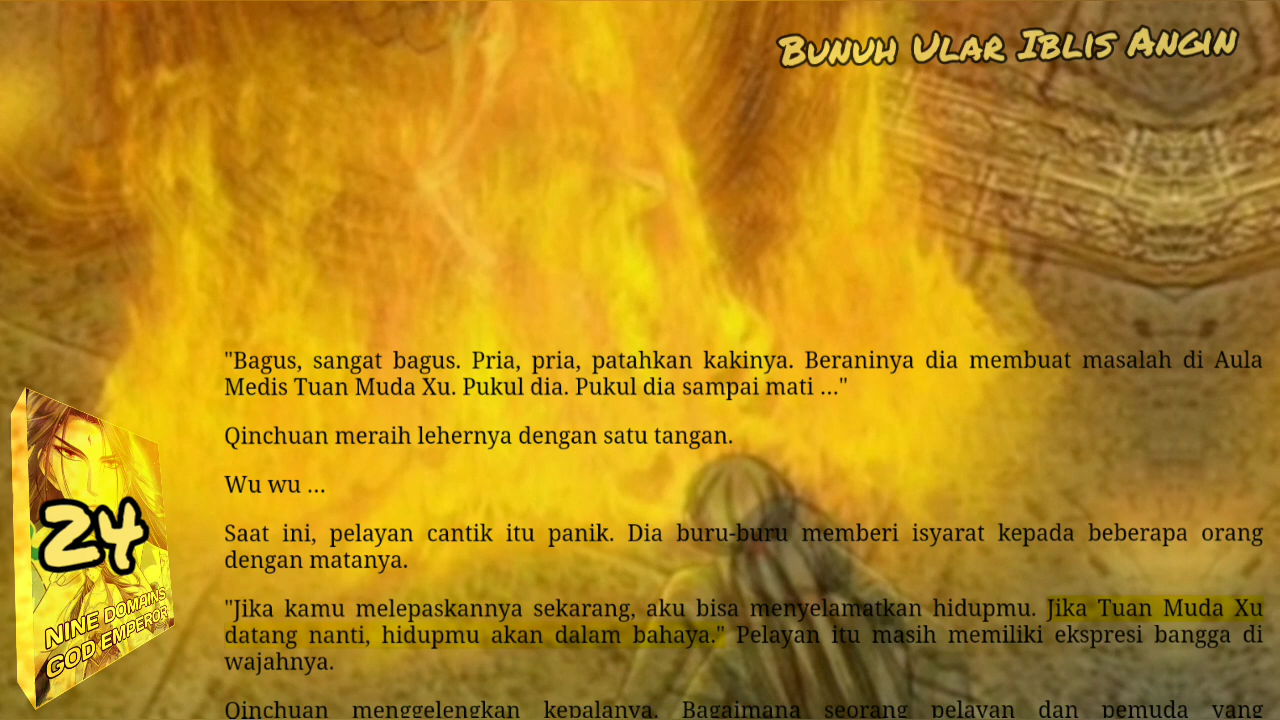 Bunuh Ular Iblis Angin
"Bagus, sangat bagus. Pria, pria, patahkan kakinya. Beraninya dia membuat masalah di Aula
Medis Tuan Muda Xu. Pukul dia. Pukul dia sampai mati ..."
Qinchuan meraih lehernya dengan satu tangan.
Wu wu ...
Saat ini, pelayan cantik itu panik. Dia buru-buru memberi isyarat kepada beberapa orang
dengan matanya.
"Jika kamu melepaskannya sekarang, aku bisa menyelamatkan hidupmu. Jika Tuan Muda Xu
datang nanti, hidupmu akan dalam bahaya." Pelayan itu masih memiliki ekspresi bangga di
wajahnya.
Qinchuan menggelengkan kepalanya. Bagaimana seorang pelayan dan pemuda yang
24
NINE DOMAINS
GOD EMPEROR